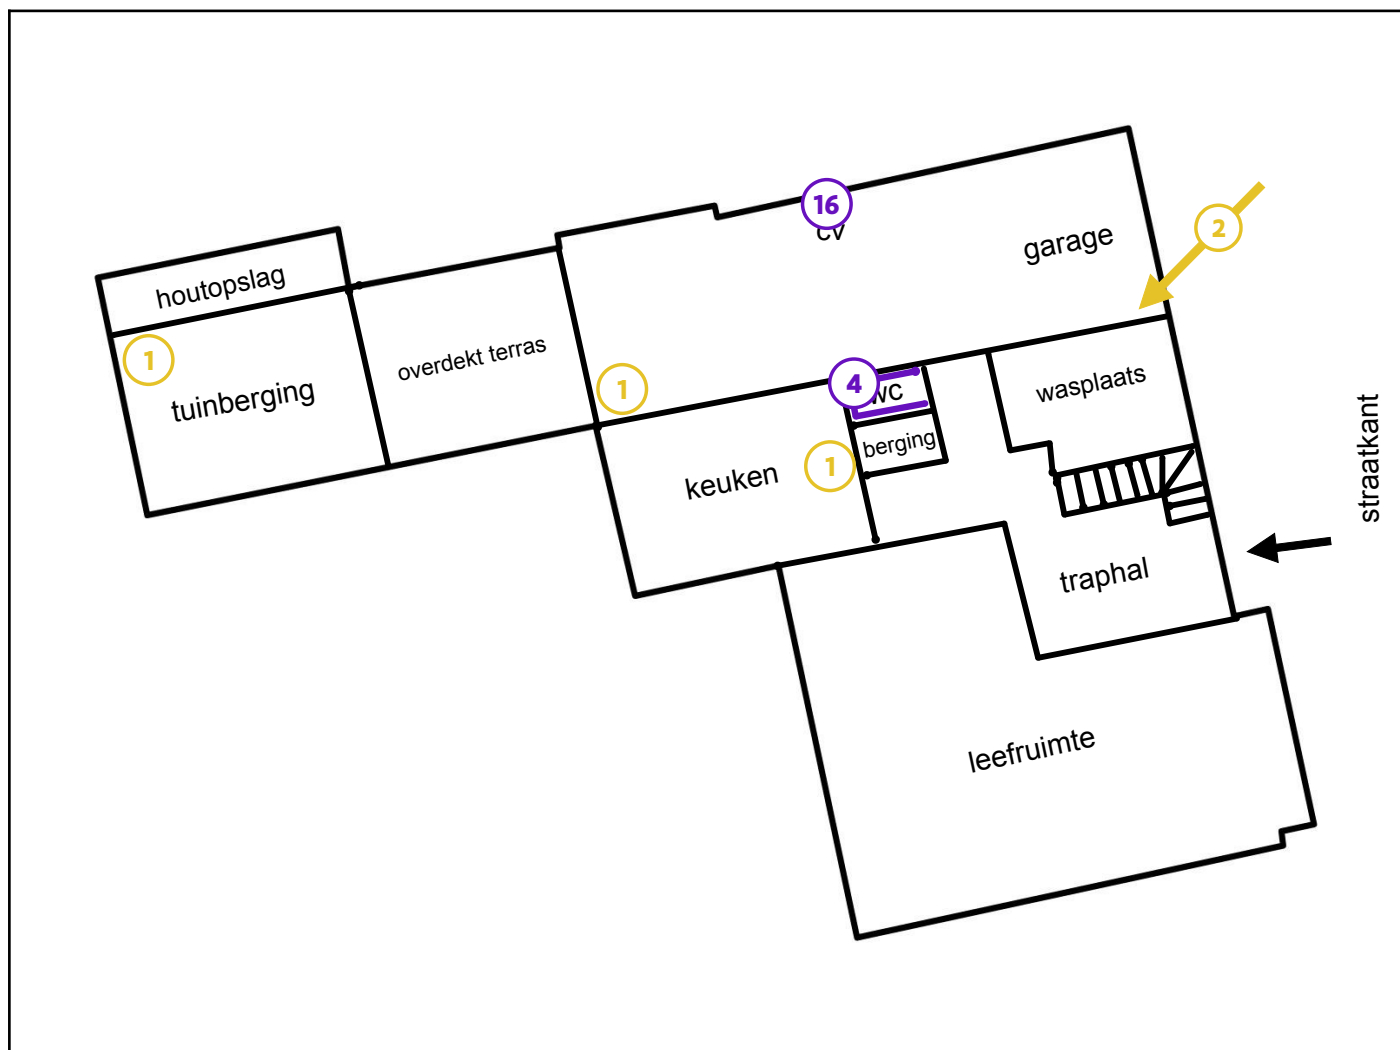 16
cv
garage
2
houtopslag
1
tuinberging
overdekt terras
1
4
wc
wasplaats
berging
1
keuken
straatkant
traphal
leefruimte